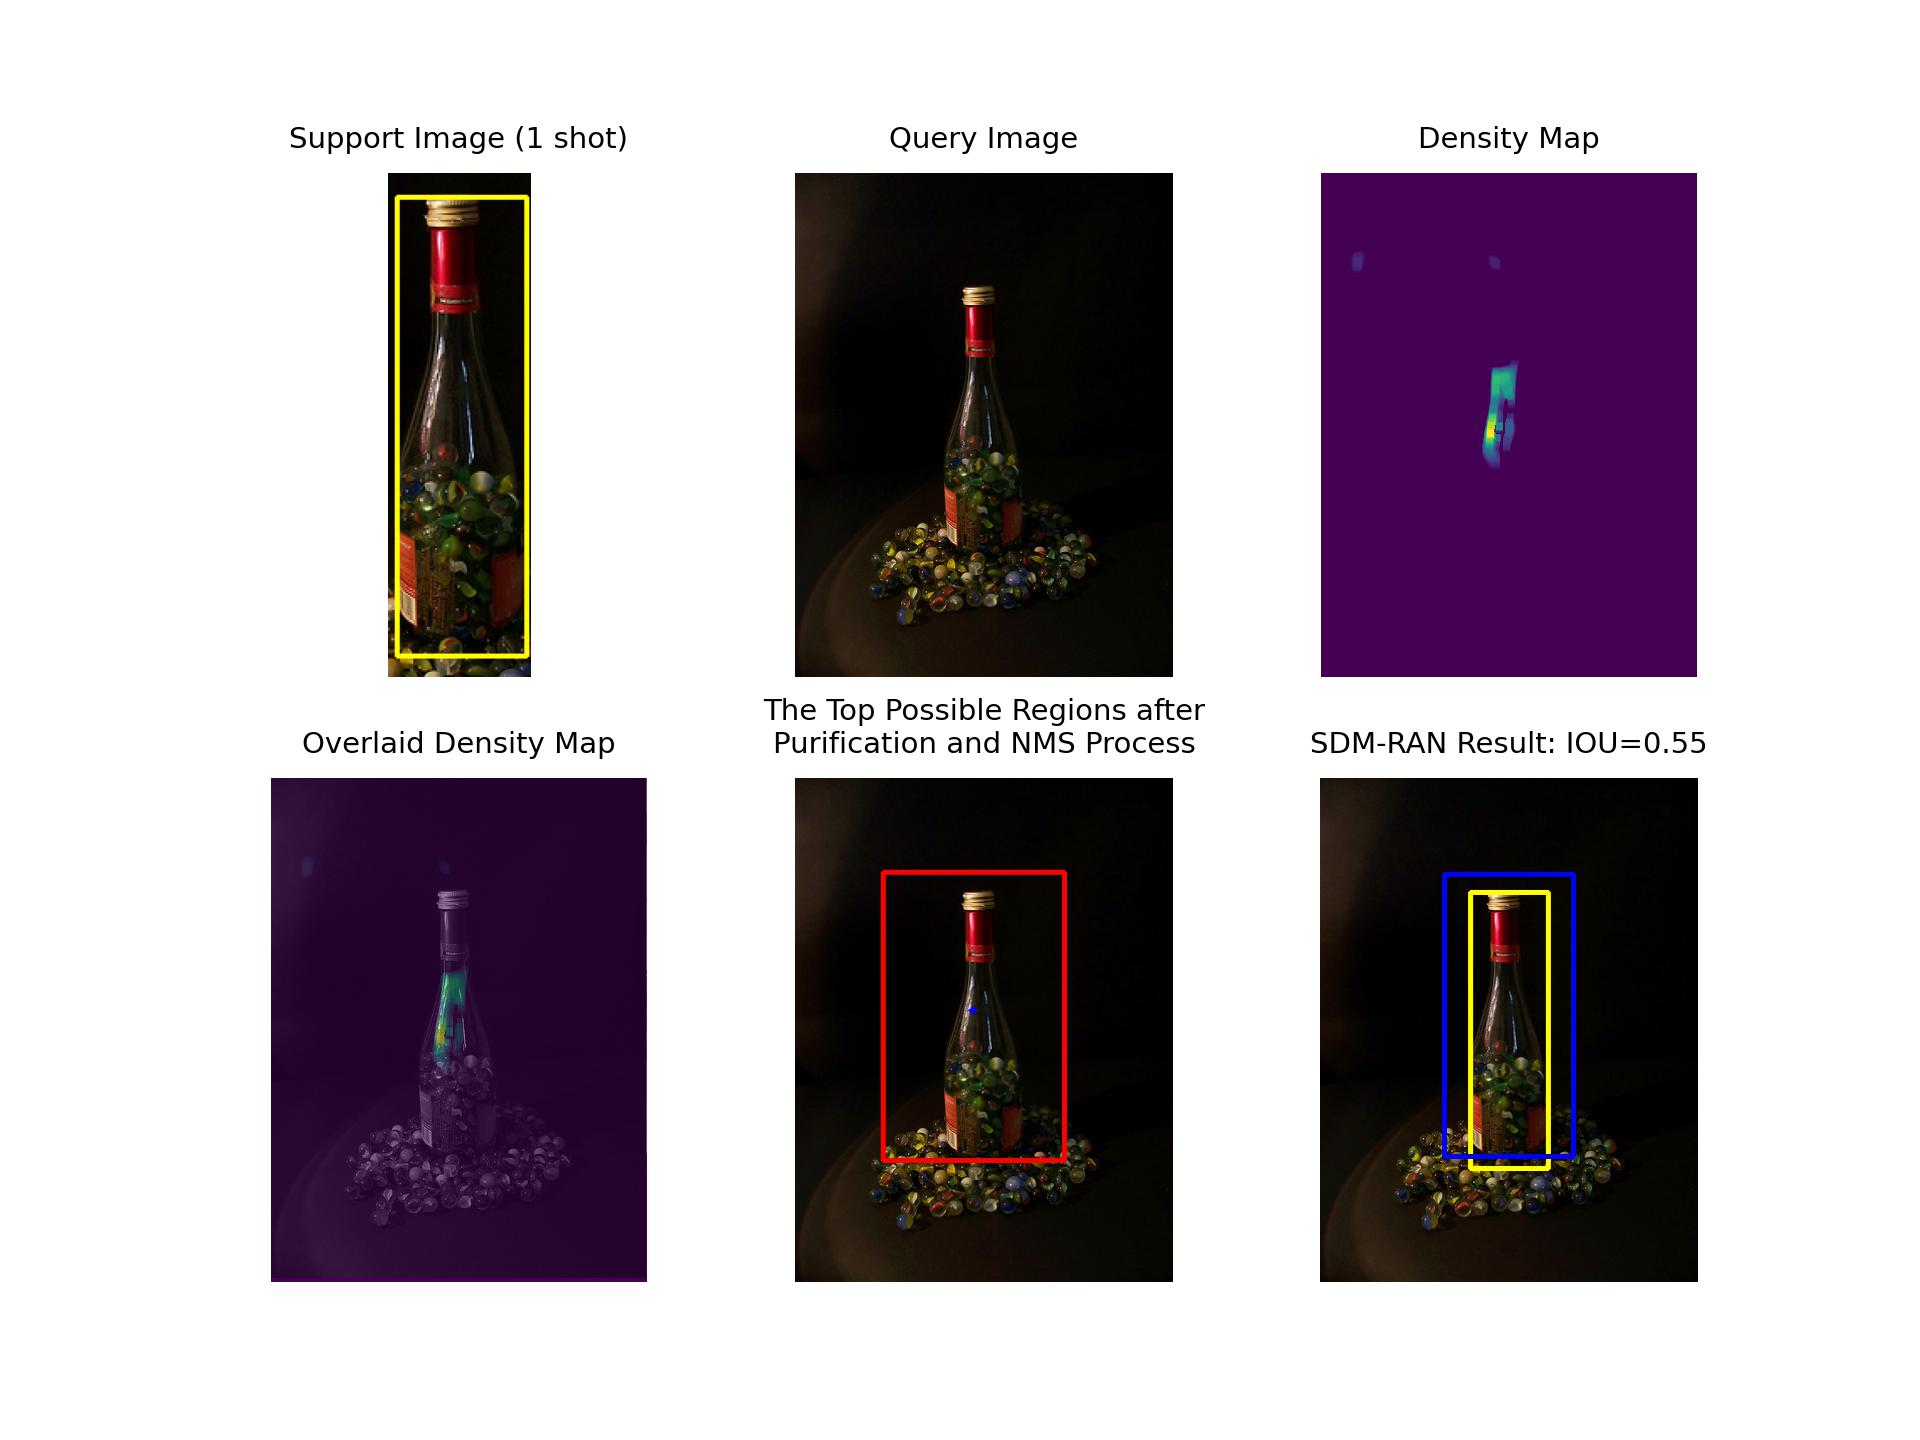 Support Image (1 shot)
Query Image
Density Map
Overlaid Density Map
The Top Possible Regions after
Purification and NMS Process
SDM-RAN Result: IOU=0.55